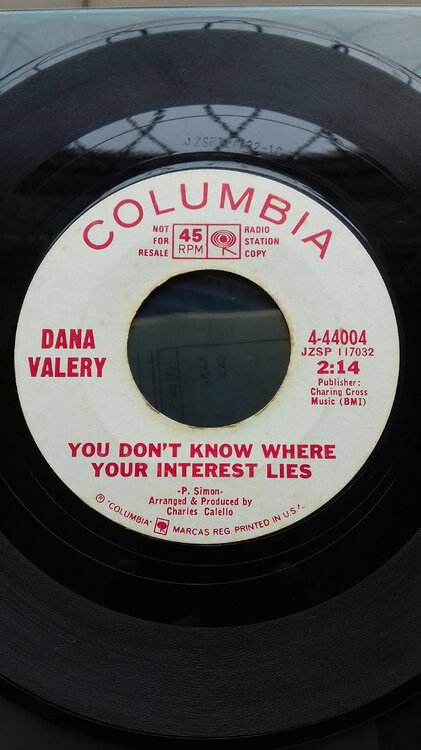 COLUMBIA
NOT
FOR
RESALE
45
RPM
RADIO
STATION
COPY
DANA
VALERY
4-44004
JZSP 117032
2:14
Publisher:
Charing Cross
Music (BMI)
YOU DON'T KNOW WHERE
YOUR INTEREST LIES
-P. Simon-
Arranged & Produced by
Charles Calello
Ⓟ "COLUMBIA" MARCAS REG. PRINTED IN U.S.A.